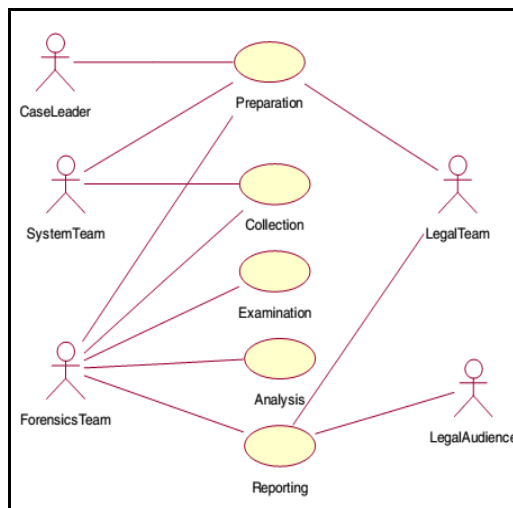 CaseLeader
Preparation
SystemTeam
Collection
LegalTeam
Examination
Analysis
ForensicsTeam
LegalAudience
Reporting